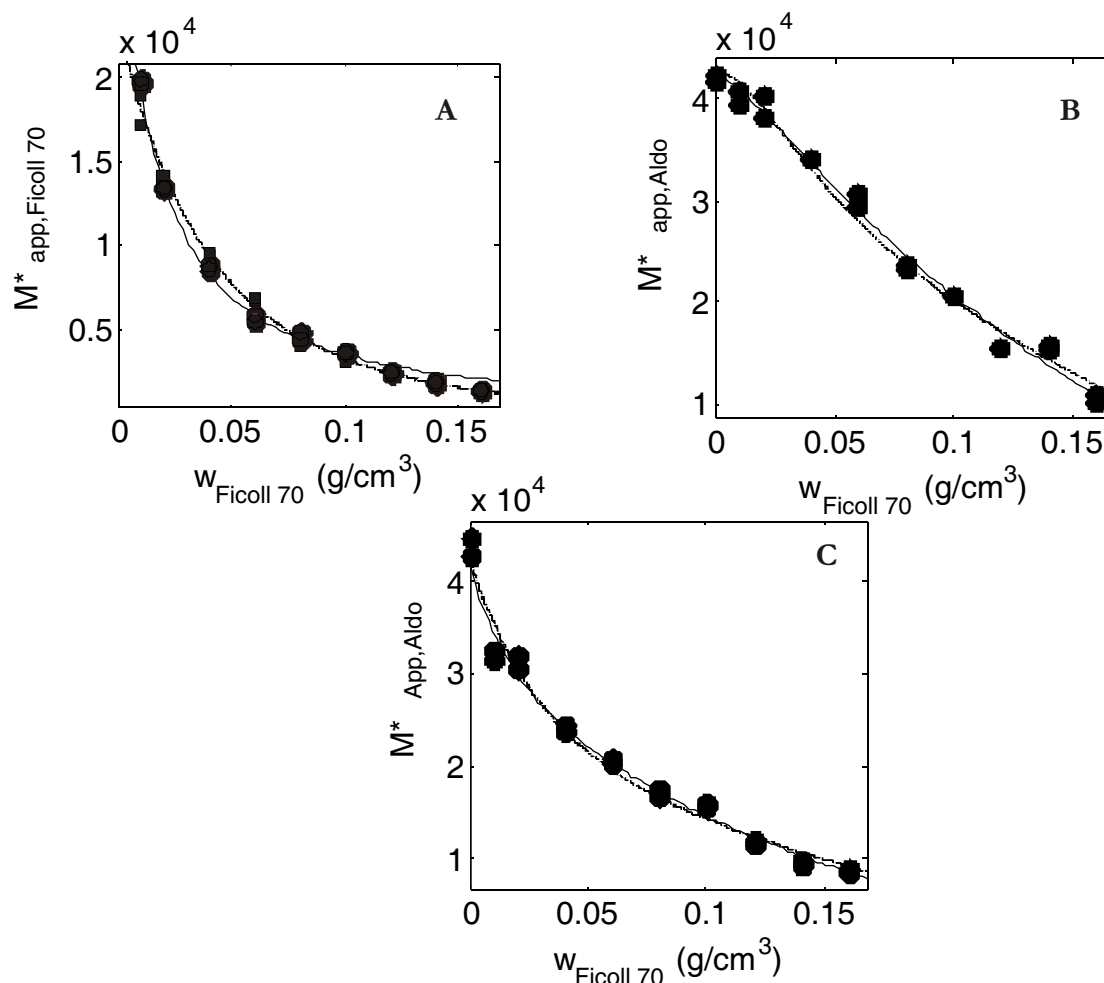 x 10^4
A
2
1.5
1
0.5
0 0.05 0.1 0.15
M* app,Ficoll 70
w Ficoll 70 (g/cm^3)
x 10^4
B
4
3
2
1
0 0.05 0.1 0.15
M* app,Aldo
w Ficoll 70 (g/cm^3)
x 10^4
C
4
3
2
1
0 0.05 0.1 0.15
M* App,Aldo
w Ficoll 70 (g/cm^3)